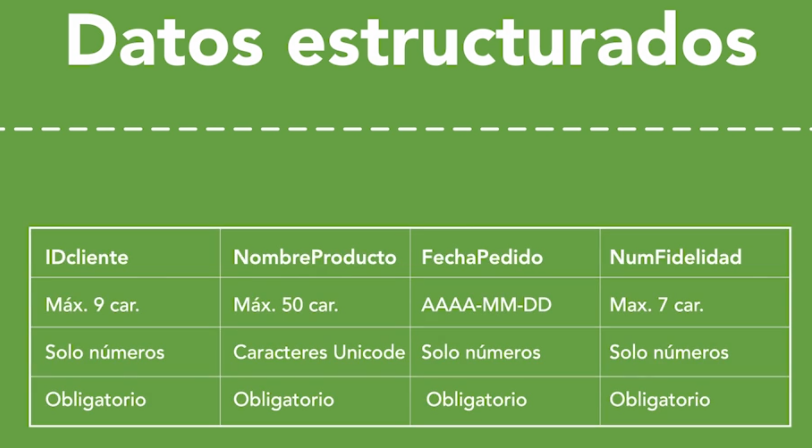 Datos estructurados
IDcliente NombreProducto FechaPedido NumFidelidad
Máx. 9 car. Máx. 50 car. AAAA-MM-DD Max. 7 car.
Solo números Caracteres Unicode Solo números Solo números
Obligatorio Obligatorio Obligatorio Obligatorio